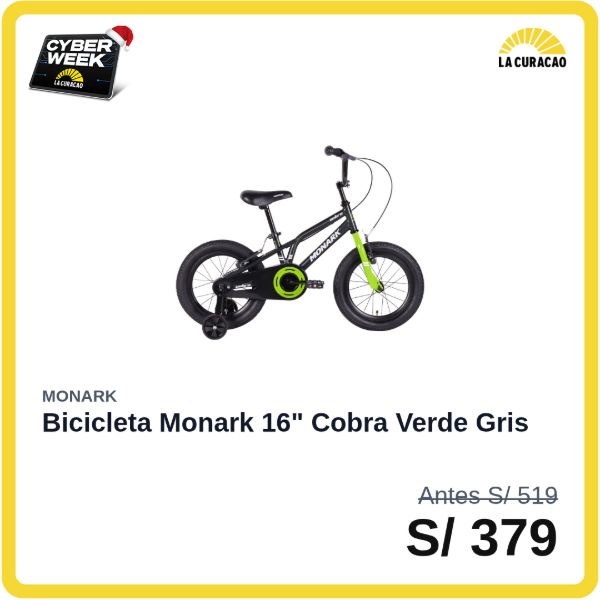 CYBER
WEEK
LA CURACAO
LA CURACAO
MONARK
MONARK
Bicicleta Monark 16" Cobra Verde Gris
Antes S/ 519
S/ 379